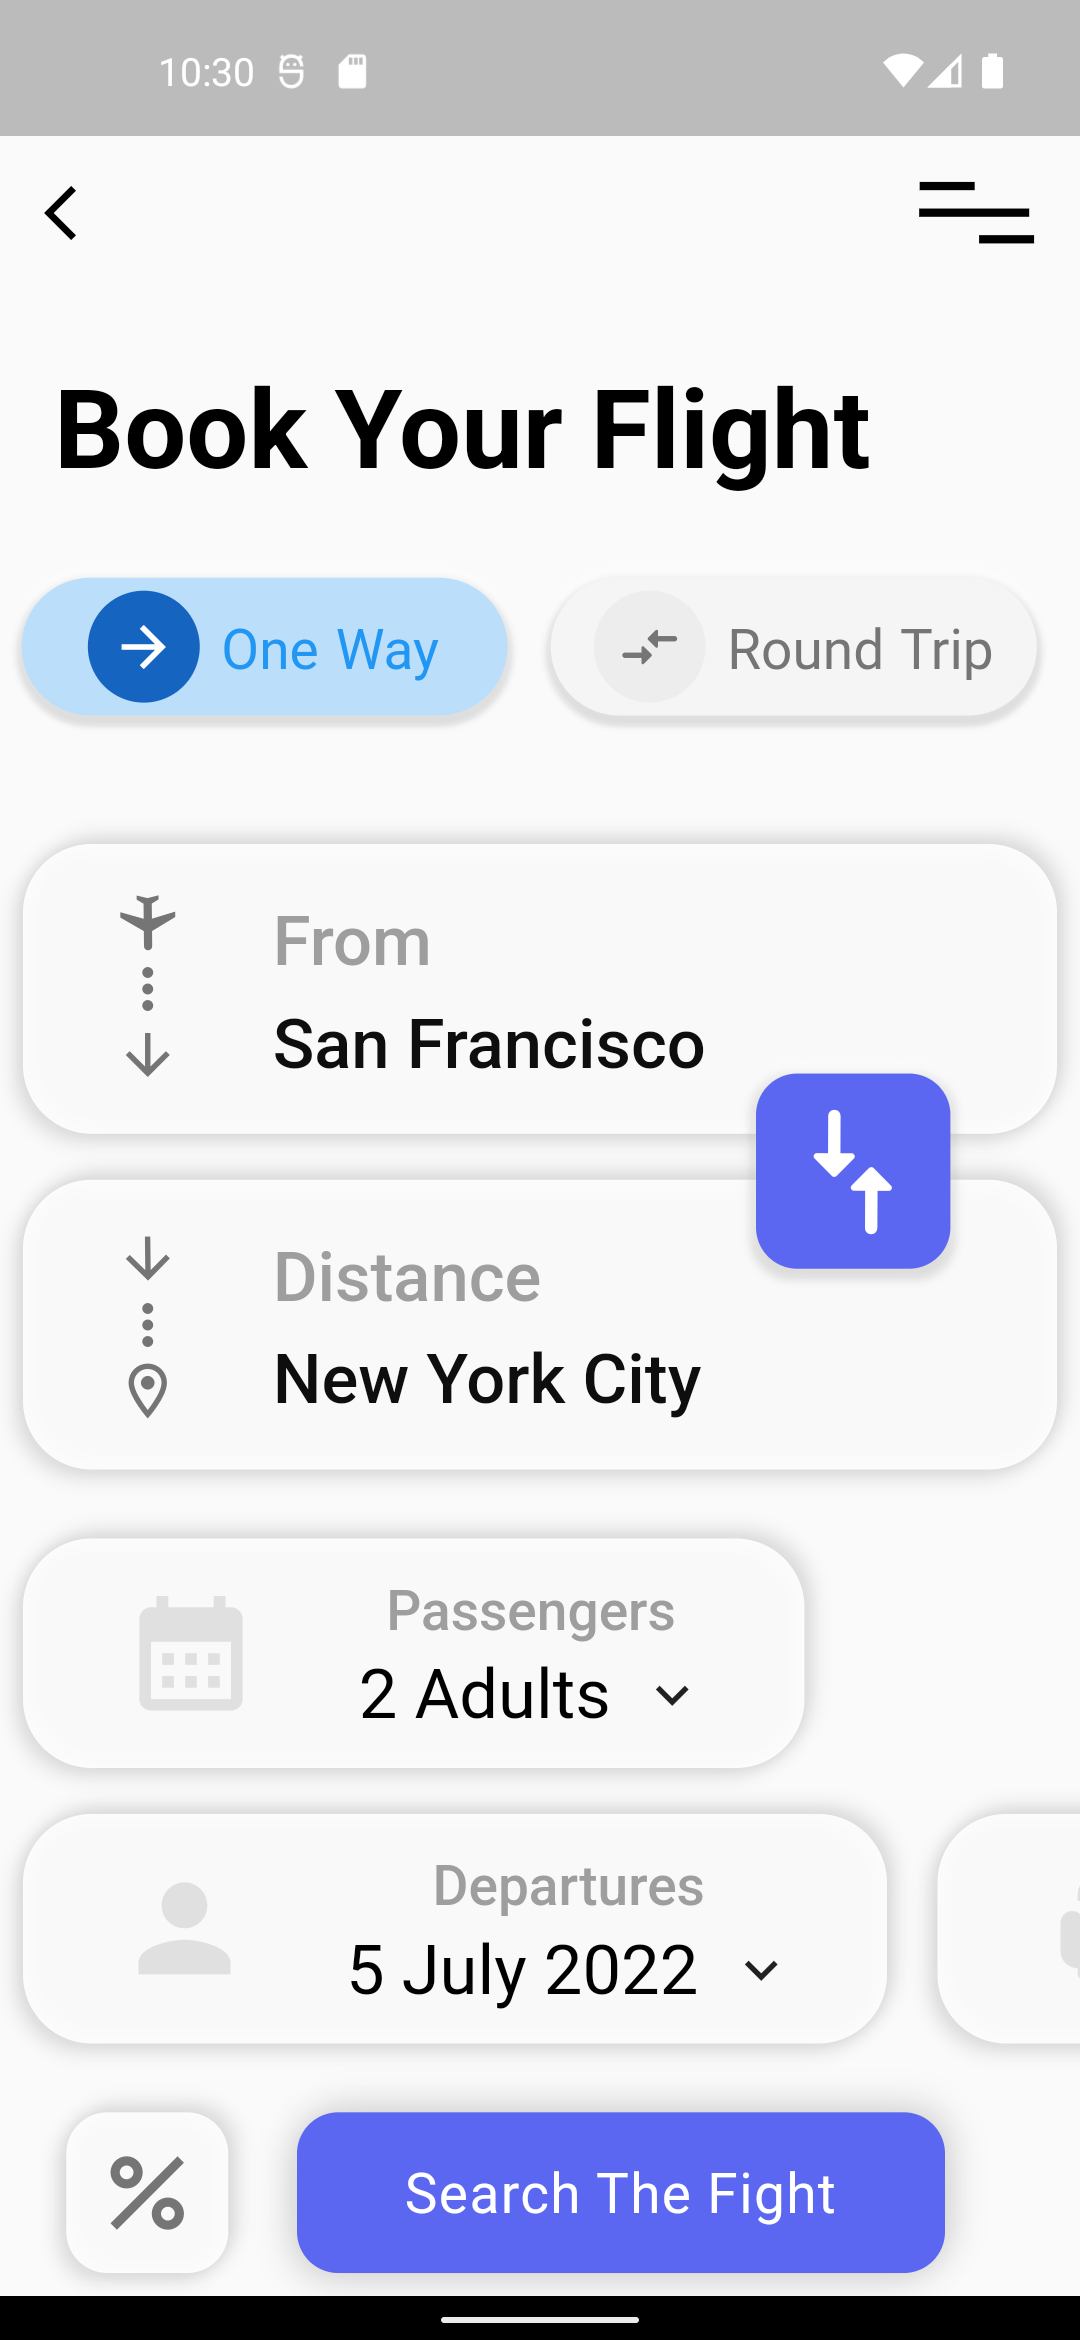 10:30
Book Your Flight
One Way
Round Trip
From
San Francisco
Distance
New York City
Passengers
2 Adults
Departures
5 July 2022
Search The Fight